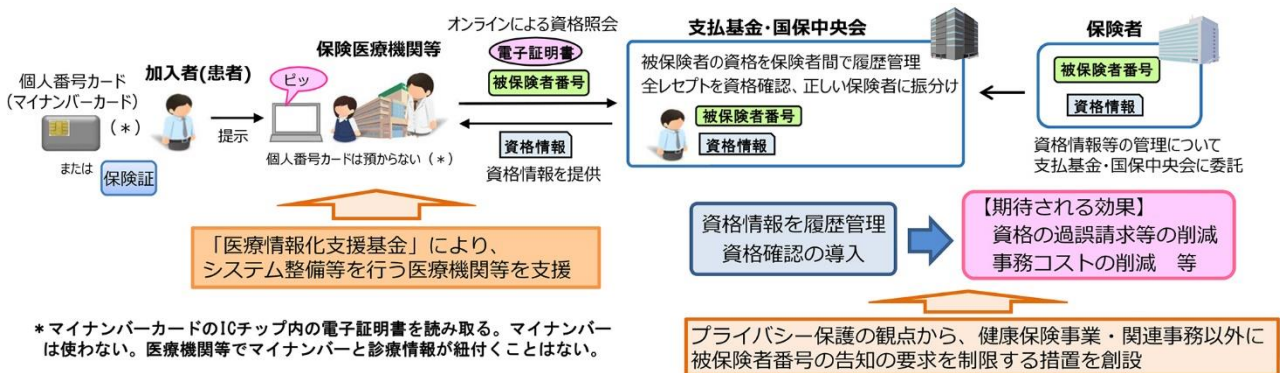 個人番号カード
(マイナンバーカード)
(*)
または
保険証
加入者(患者)
提示
保険医療機関等
ピッ
個人番号カードは預からない(*)
オンラインによる資格照会
電子証明書
被保険者番号
資格情報
資格情報を提供
支払基金・国保中央会
被保険者の資格を保険者間で履歴管理
全レセプトを資格確認、正しい保険者に振分け
被保険者番号
資格情報
保険者
被保険者番号
資格情報
資格情報等の管理について
支払基金・国保中央会に委託
「医療情報化支援基金」により、
システム整備等を行う医療機関等を支援
資格情報を履歴管理
資格確認の導入
【期待される効果】
資格の過誤請求等の削減
事務コストの削減 等
*マイナンバーカードのICチップ内の電子証明書を読み取る。マイナンバー
は使わない。医療機関等でマイナンバーと診療情報が紐付くことはない。
プライバシー保護の観点から、健康保険事業・関連事務以外に
被保険者番号の告知の要求を制限する措置を創設